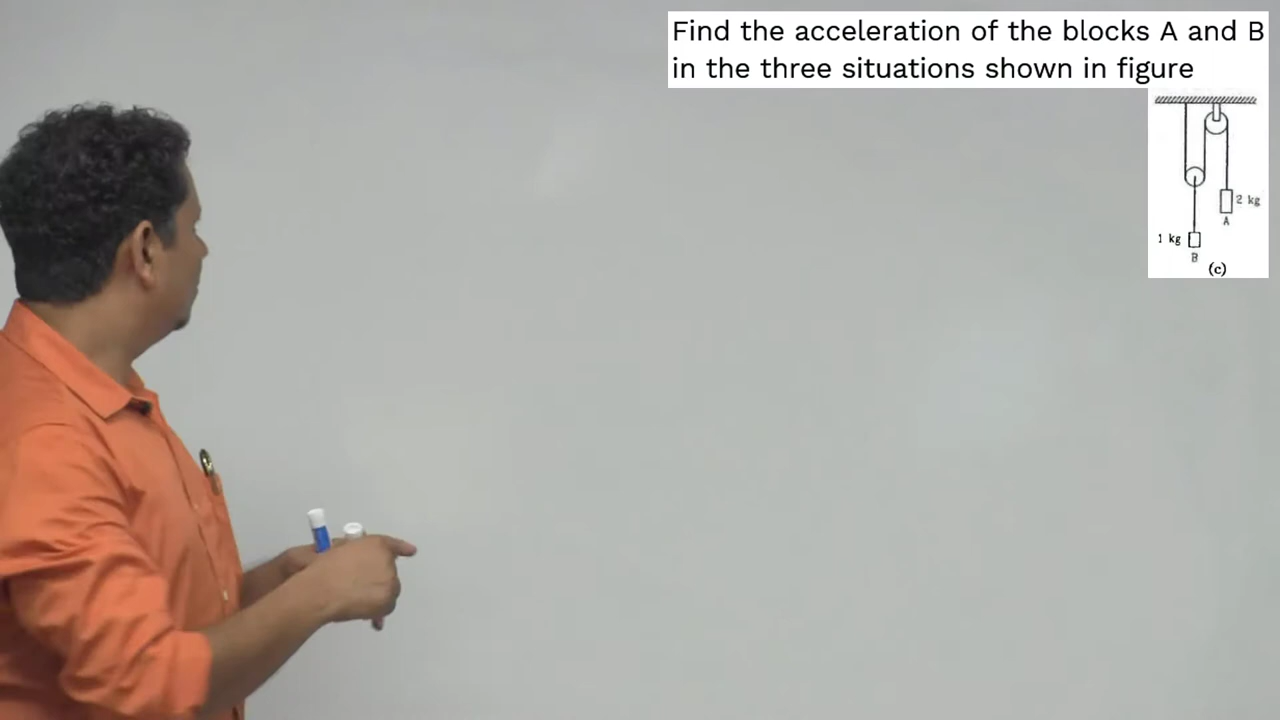 Find the acceleration of the blocks A and B
in the three situations shown in figure
2 kg
A
1 kg
B
(c)